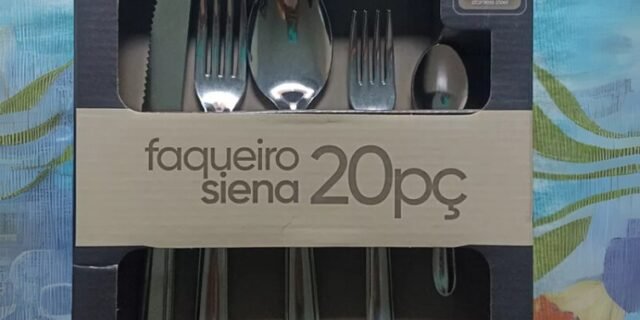 faqueiro
siena 20pç